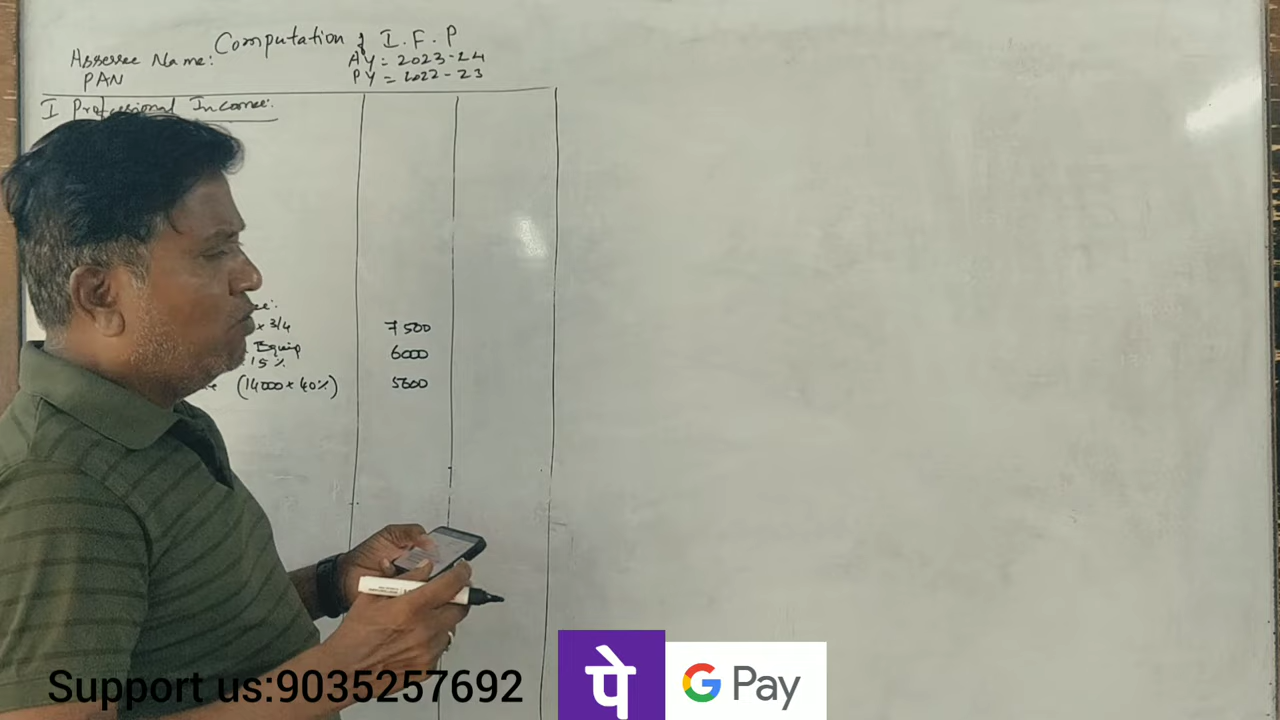 Computation of I.F.P
Assessee Name: AY = 2023-24
PAN PY = 2022-23
I Professional Income:
x 3/4 7500
Equip 6000
15%
(14000 x 40%) 5600
Support us:9035257692
पे
G Pay